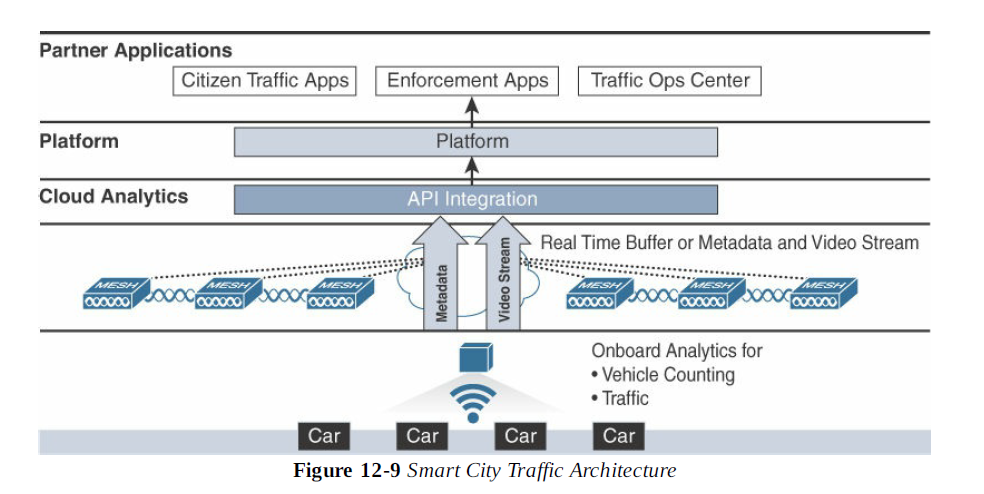 Partner Applications
Citizen Traffic Apps
Enforcement Apps
Traffic Ops Center
Platform
Platform
Cloud Analytics
API Integration
Real Time Buffer or Metadata and Video Stream
MESH
MESH
MESH
Metadata
Video Stream
MESH
MESH
MESH
Onboard Analytics for
• Vehicle Counting
• Traffic
Car
Car
Car
Car
Figure 12-9 Smart City Traffic Architecture